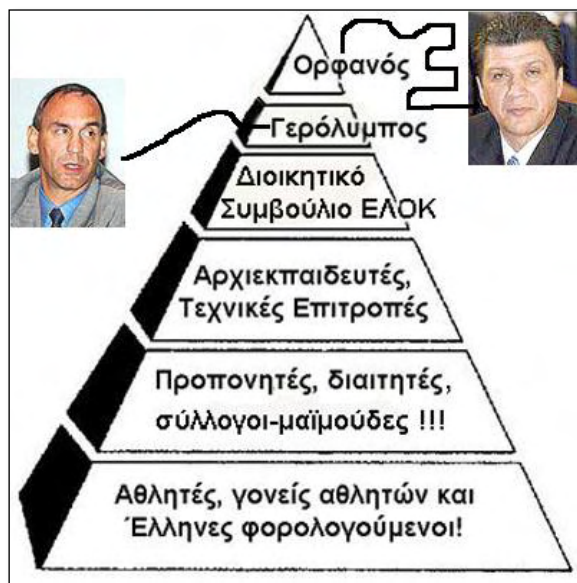 Ορφανός
Γερόλυμπος
Διοικητικό
Συμβούλιο ΕΛΟΚ
Αρχιεκπαιδευτές,
Τεχνικές Επιτροπές
Προπονητές, διαιτητές,
σύλλογοι-μαϊμούδες !!!
Αθλητές, γονείς αθλητών και
Έλληνες φορολογούμενοι!